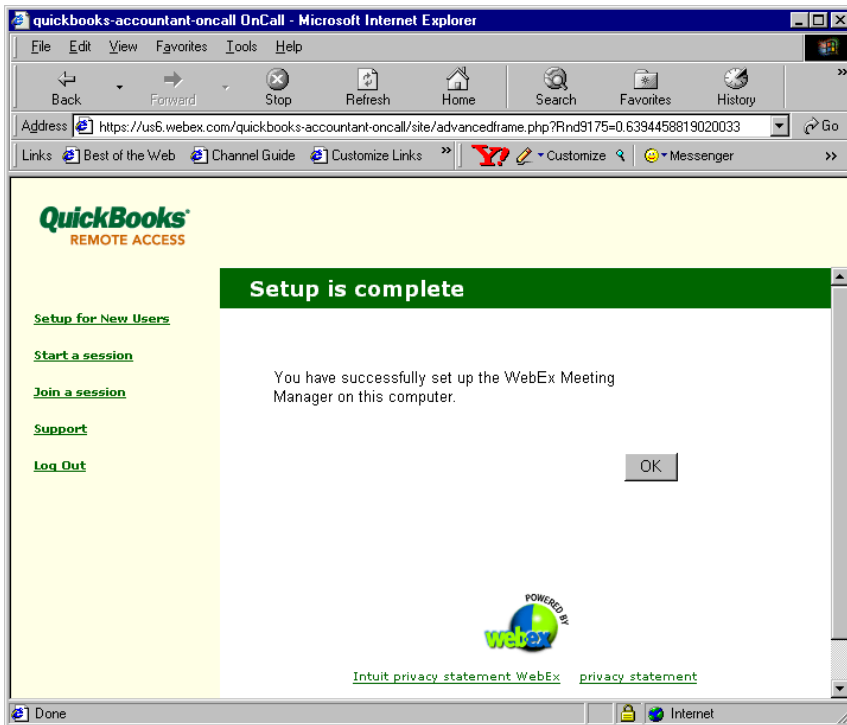 quickbooks-accountant-oncall OnCall - Microsoft Internet Explorer
File Edit View Favorites Tools Help
Back Forward Stop Refresh Home Search Favorites History »
Address https://us6.webex.com/quickbooks-accountant-oncall/site/advancedframe.php?Rnd9175=0.6394458819020033 Go
Links Best of the Web Channel Guide Customize Links » Y! Customize Messenger »
QuickBooks
REMOTE ACCESS
Setup is complete
Setup for New Users
Start a session
Join a session
Support
Log Out
You have successfully set up the WebEx Meeting
Manager on this computer.
OK
POWERED BY
webex
Intuit privacy statement WebEx privacy statement
Done Internet